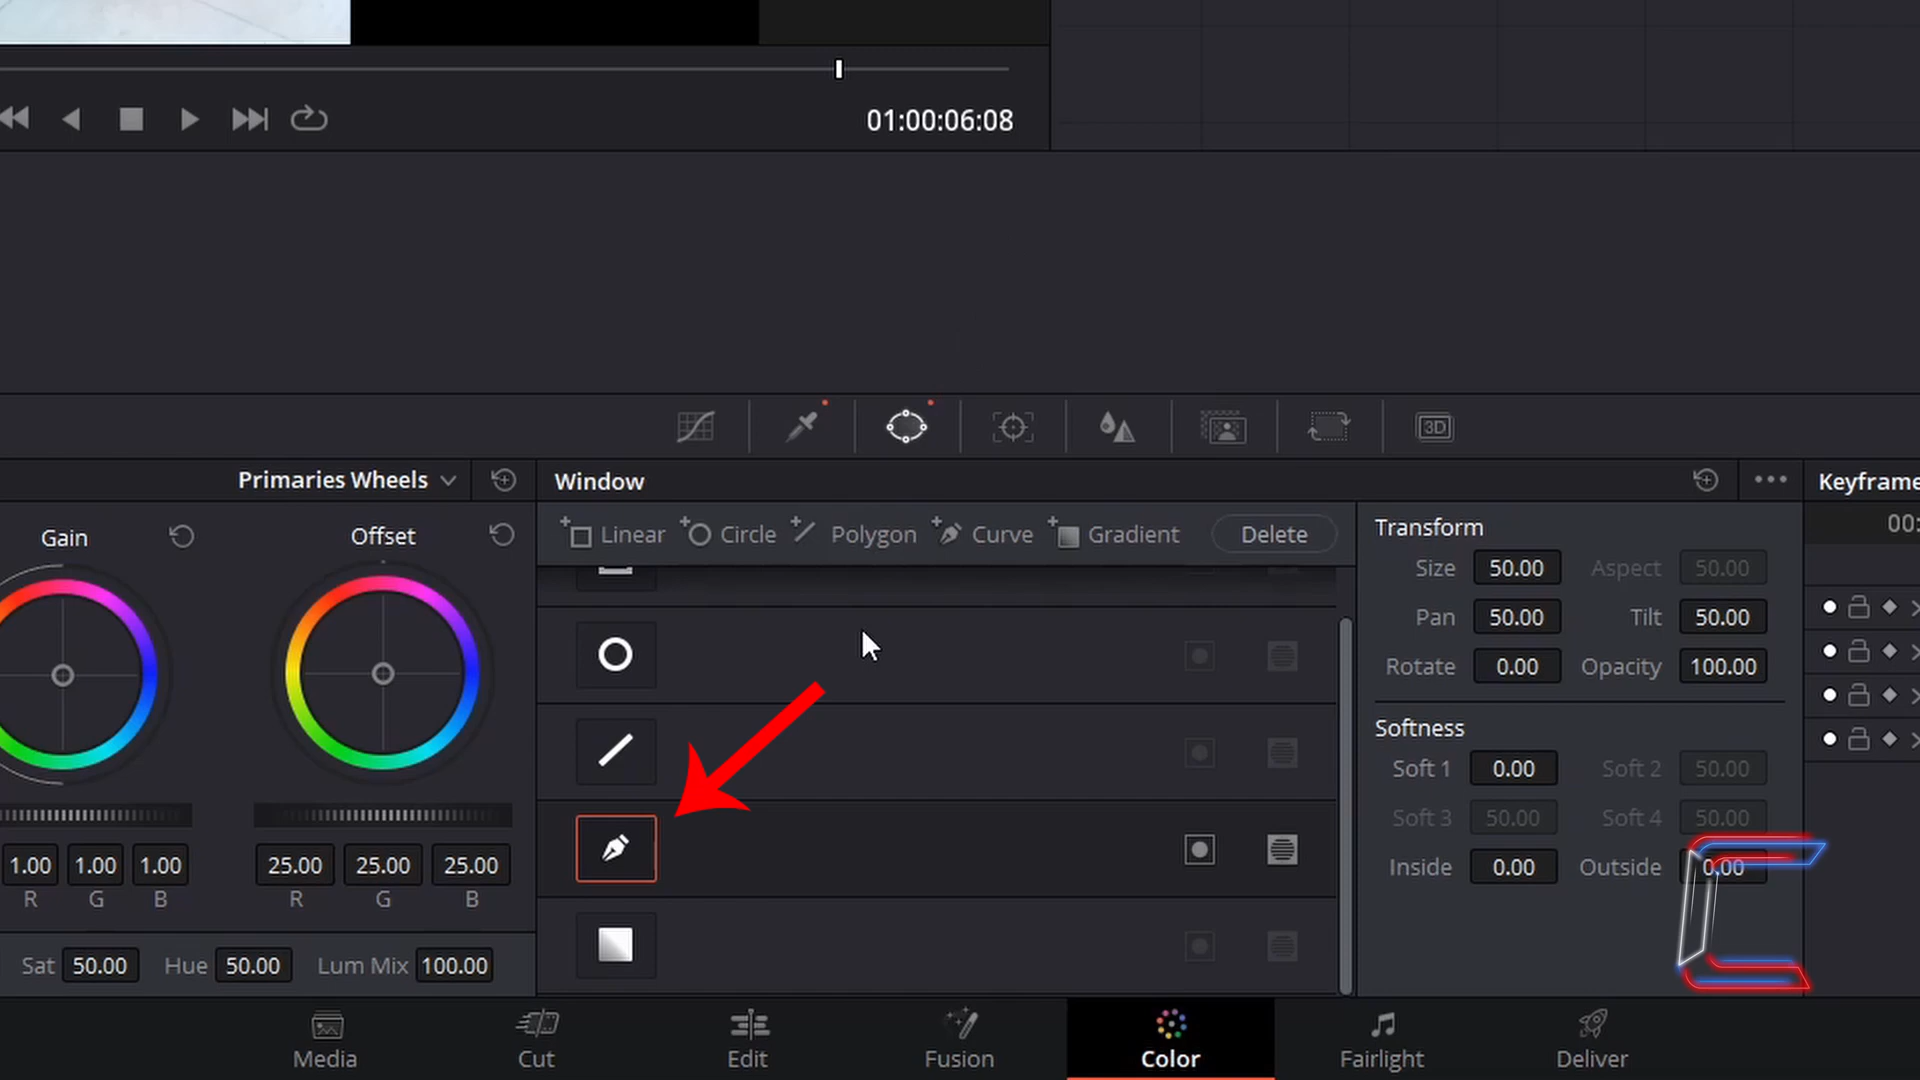 01:00:06:08
3D
Primaries Wheels
Window
Keyframe
Gain
Offset
Linear Circle Polygon Curve Gradient Delete
Transform
00:
Size 50.00 Aspect 50.00
Pan 50.00 Tilt 50.00
Rotate 0.00 Opacity 100.00
Softness
Soft 1 0.00 Soft 2 50.00
Soft 3 50.00 Soft 4 50.00
Inside 0.00 Outside 0.00
1.00 1.00 1.00 25.00 25.00 25.00
R G B R G B
Sat 50.00 Hue 50.00 Lum Mix 100.00
Media Cut Edit Fusion Color Fairlight Deliver